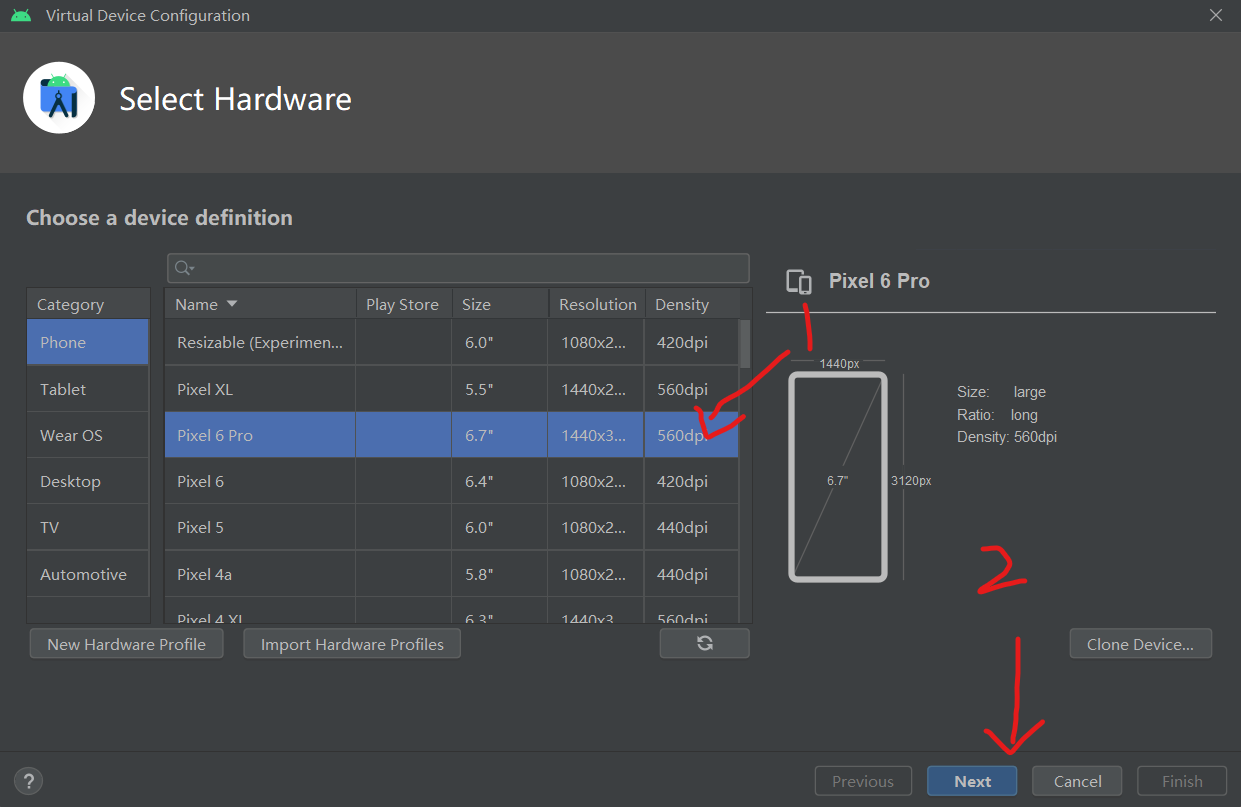 Virtual Device Configuration
Select Hardware
Choose a device definition
Category
Phone
Tablet
Wear OS
Desktop
TV
Automotive
Name Play Store Size Resolution Density
Resizable (Experimen... 6.0" 1080x2... 420dpi
Pixel XL 5.5" 1440x2... 560dpi
Pixel 6 Pro 6.7" 1440x3... 560dpi
Pixel 6 6.4" 1080x2... 420dpi
Pixel 5 6.0" 1080x2... 440dpi
Pixel 4a 5.8" 1080x2... 440dpi
Pixel 4 XL 6.3" 1440x3... 560dpi
New Hardware Profile Import Hardware Profiles
Pixel 6 Pro
1
1440px
6.7"
3120px
Size: large
Ratio: long
Density: 560dpi
2
Clone Device...
? Previous Next Cancel Finish